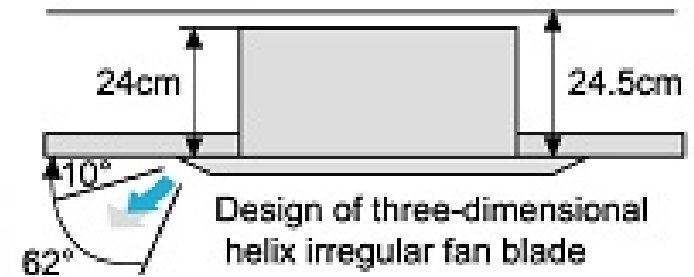 24cm
24.5cm
10°
62°
Design of three-dimensional
helix irregular fan blade